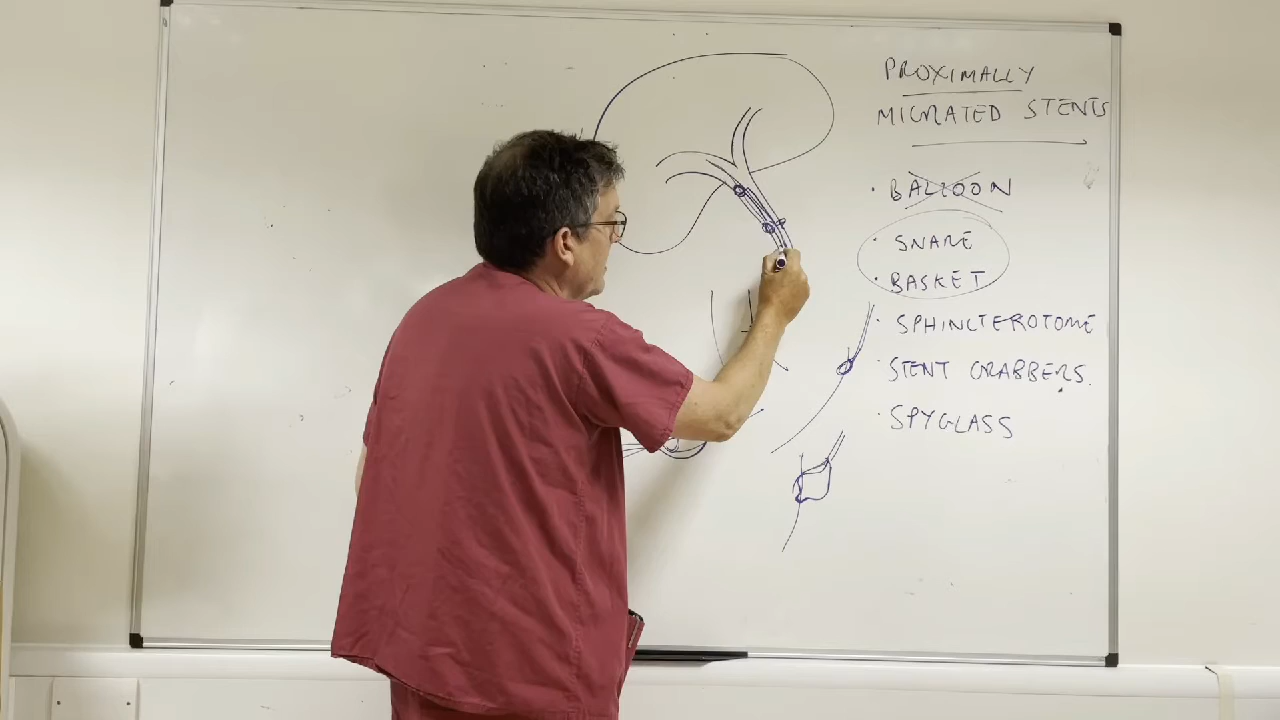 PROXIMALLY
MIGRATED STENTS
• BALLOON
• SNARE
• BASKET
• SPHINCTEROTOME
• STENT GRABBERS.
• SPYGLASS